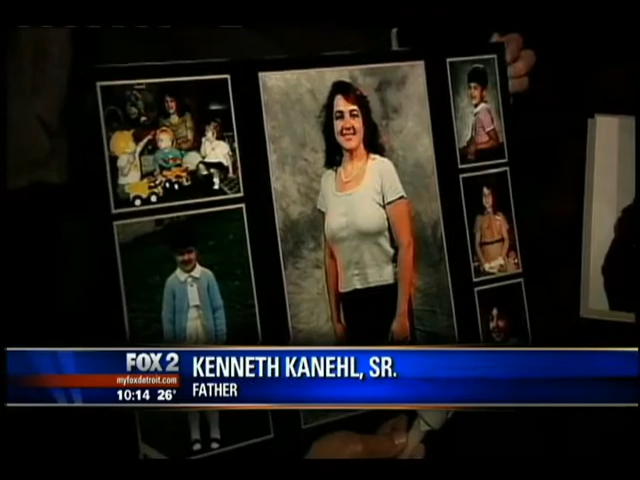 FOX 2
myfoxdetroit.com
10:14 26°
KENNETH KANEHL, SR.
FATHER